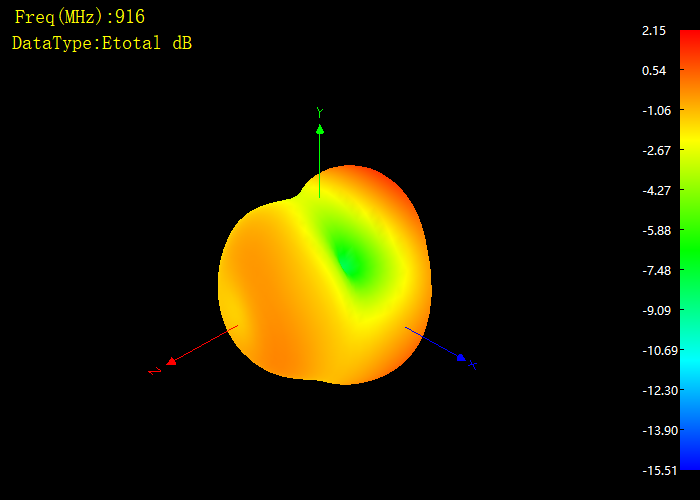 Freq(MHz):916
DataType:Etotal dB
2.15
0.54
-1.06
-2.67
-4.27
-5.88
-7.48
-9.09
-10.69
-12.30
-13.90
-15.51
Y
Z
X